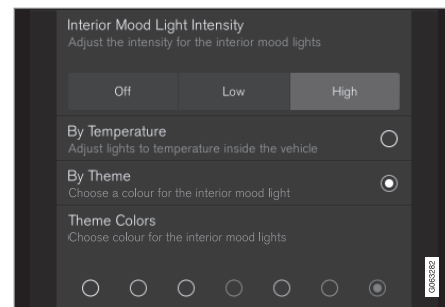 Interior Mood Light Intensity
Adjust the intensity for the interior mood lights
Off Low High
By Temperature
Adjust lights to temperature inside the vehicle
By Theme
Choose a colour for the interior mood light
Theme Colors
Choose colour for the interior mood lights
G063282